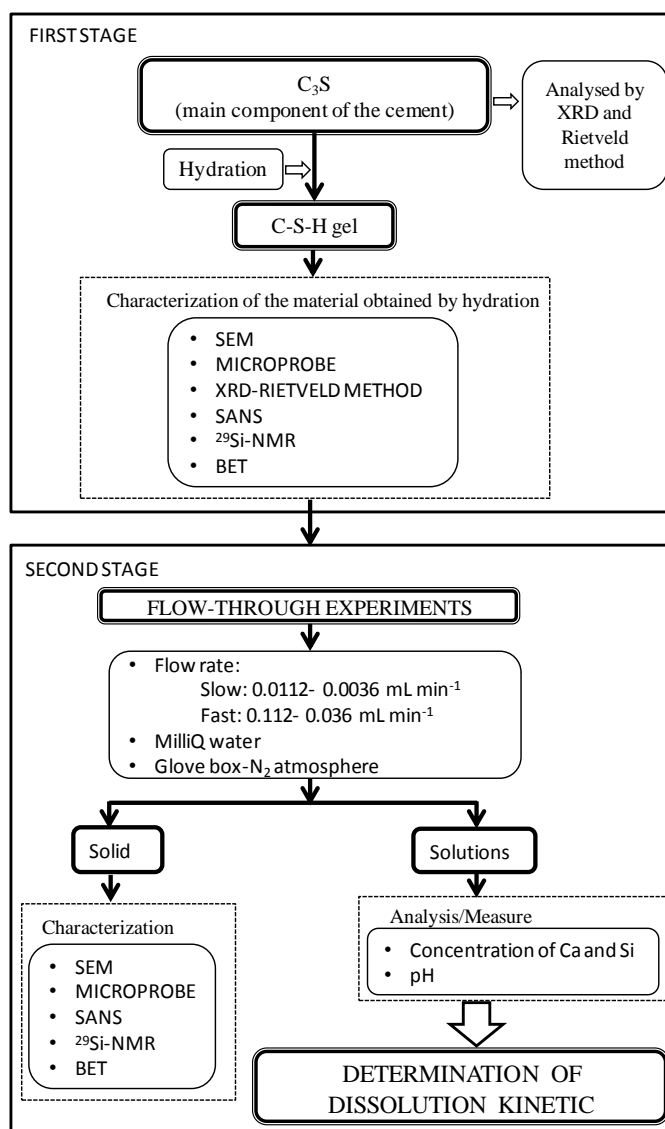 FIRST STAGE
C₃S
(main component of the cement)
Analysed by
XRD and
Rietveld
method
Hydration
C-S-H gel
Characterization of the material obtained by hydration
• SEM
• MICROPROBE
• XRD-RIETVELD METHOD
• SANS
• ²⁹Si-NMR
• BET
SECOND STAGE
FLOW-THROUGH EXPERIMENTS
• Flow rate:
Slow: 0.0112- 0.0036 mL min⁻¹
Fast: 0.112- 0.036 mL min⁻¹
• MilliQ water
• Glove box-N₂ atmosphere
Solid
Characterization
• SEM
• MICROPROBE
• SANS
• ²⁹Si-NMR
• BET
Solutions
Analysis/Measure
• Concentration of Ca and Si
• pH
DETERMINATION OF
DISSOLUTION KINETIC